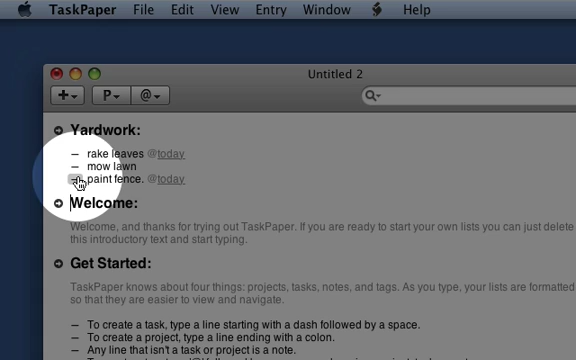 TaskPaper File Edit View Entry Window Help
Untitled 2
P @
Yardwork:
– rake leaves @today
– mow lawn
– paint fence. @today
Welcome:
Welcome, and thanks for trying out TaskPaper. If you are ready to start your own lists you can just delete
this introductory text and start typing.
Get Started:
TaskPaper knows about four things: projects, tasks, notes, and tags. As you type, your lists are formatted
so that they are easier to view and navigate.
– To create a task, type a line starting with a dash followed by a space.
– To create a project, type a line ending with a colon.
– Any line that isn't a task or project is a note.